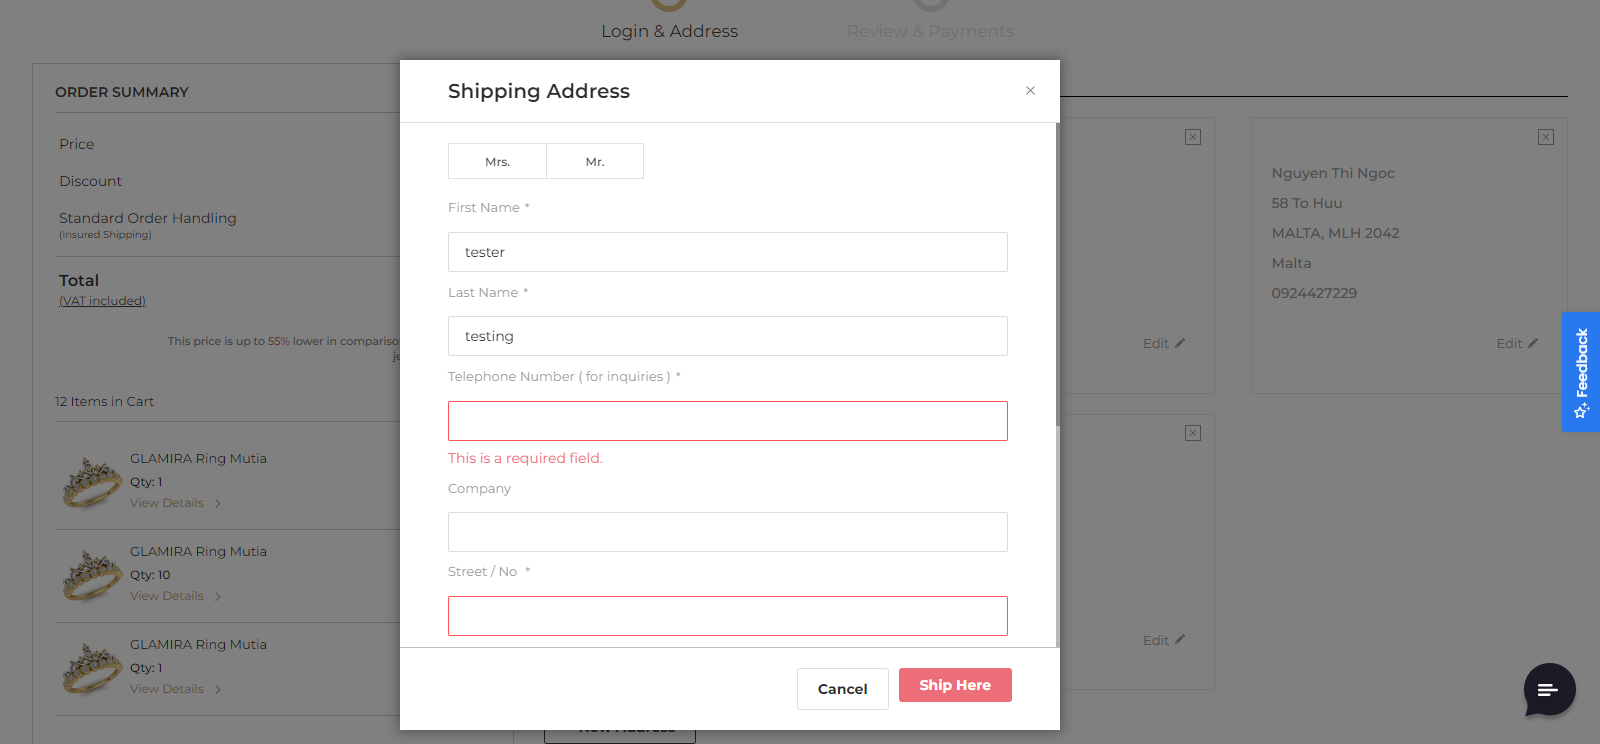 Login & Address
Review & Payments
ORDER SUMMARY
Price
Discount
Standard Order Handling
(Insured Shipping)
Total
(VAT included)
This price is up to 55% lower in compariso
je
12 Items in Cart
GLAMIRA Ring Mutia
Qty: 1
View Details
GLAMIRA Ring Mutia
Qty: 10
View Details
GLAMIRA Ring Mutia
Qty: 1
View Details
Shipping Address
Mrs.
Mr.
First Name *
tester
Last Name *
testing
Telephone Number ( for inquiries ) *
This is a required field.
Company
Street / No *
Cancel
Ship Here
New Address
Edit
Edit
Nguyen Thi Ngoc
58 To Huu
MALTA, MLH 2042
Malta
0924427229
Edit
Feedback